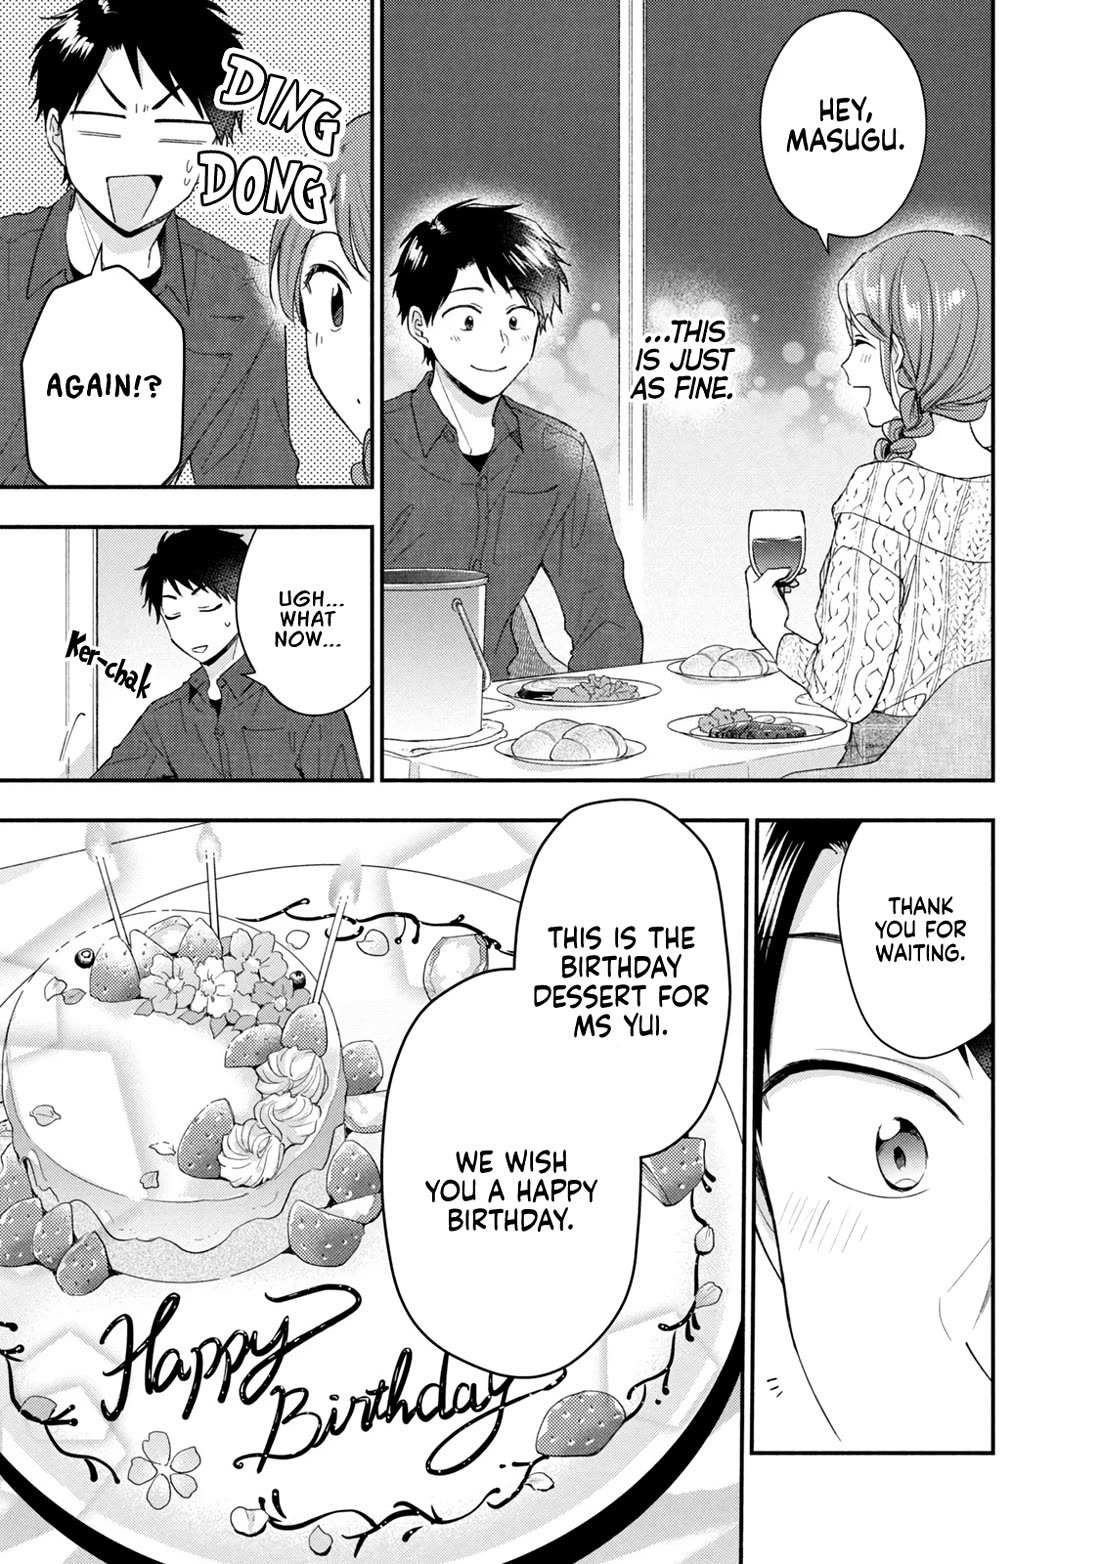 HEY,
MASUGU.
...THIS
IS JUST
AS FINE.
DING
DONG
AGAIN!?
UGH...
WHAT
NOW...
Ker-chak
THANK
YOU FOR
WAITING.
THIS IS THE
BIRTHDAY
DESSERT FOR
MS YUI.
WE WISH
YOU A HAPPY
BIRTHDAY.
Happy
Birthday